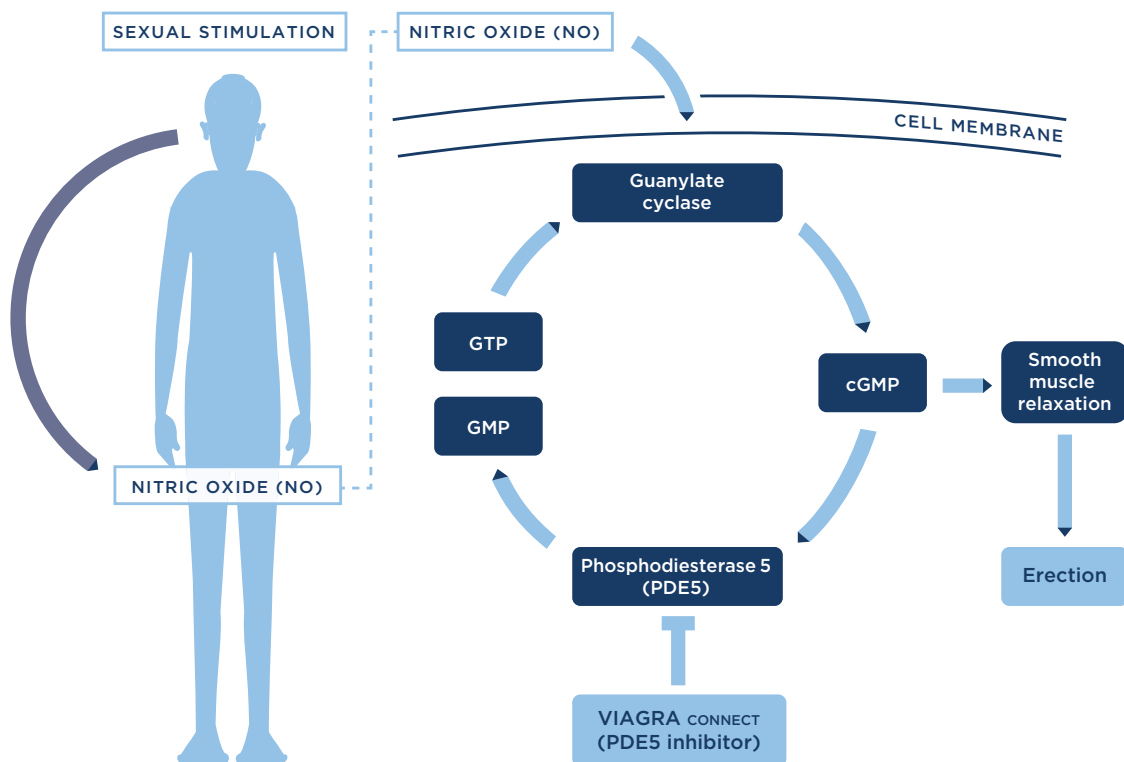 SEXUAL STIMULATION
NITRIC OXIDE (NO)
CELL MEMBRANE
Guanylate
cyclase
GTP
GMP
cGMP
Smooth
muscle
relaxation
NITRIC OXIDE (NO)
Phosphodiesterase 5
(PDE5)
Erection
VIAGRA CONNECT
(PDE5 inhibitor)